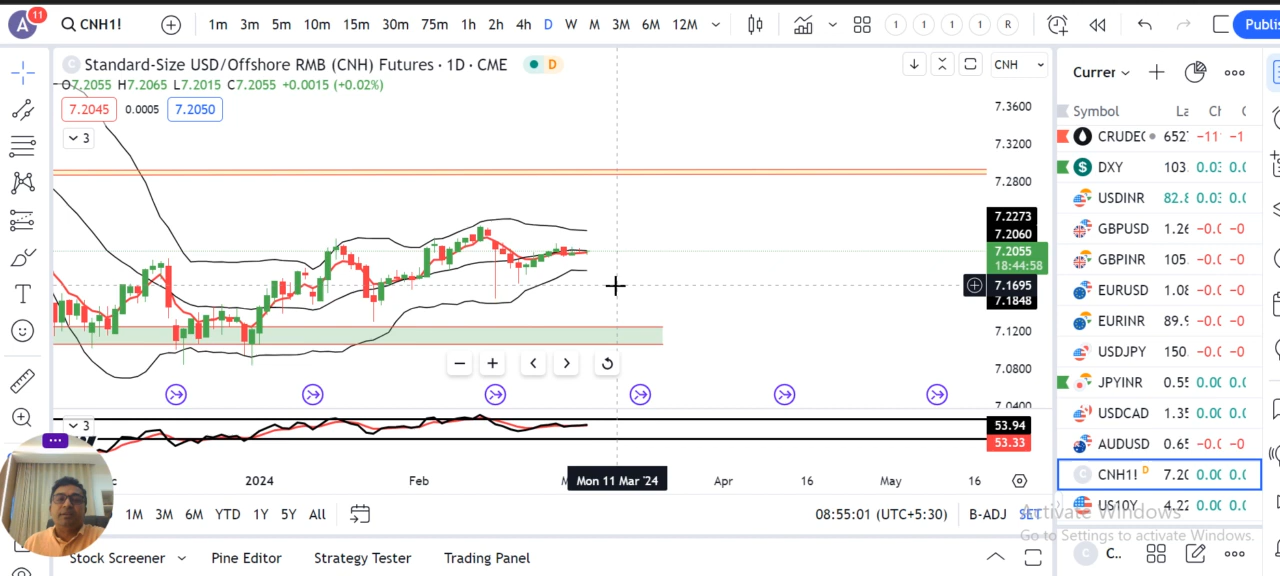 A 11 CNH1! 1m 3m 5m 10m 15m 30m 75m 1h 2h 4h D W M 3M 6M 12M 1 1 1 1 R Publi
C Standard-Size USD/Offshore RMB (CNH) Futures · 1D · CME D CNH
O7.2055 H7.2065 L7.2015 C7.2055 +0.0015 (+0.02%)
7.2045 0.0005 7.2050
3
7.3600
7.3200
7.2800
7.2273
7.2060
7.2055
18:44:58
7.1695
7.1848
7.1200
7.0800
7.0400
3
53.94
53.33
2024 Feb Mon 11 Mar '24 Apr 16 May 16
1M 3M 6M YTD 1Y 5Y All 08:55:01 (UTC+5:30) B-ADJ SET
Stock Screener Pine Editor Strategy Tester Trading Panel
Currer
Symbol La Ch C
CRUDEC 652 −11 −1
DXY 103. 0.03 0.0
USDINR 82.8 0.03 0.0
GBPUSD 1.26 −0.0 −0
GBPINR 105. −0.0 −0
EURUSD 1.08 −0.0 −0
EURINR 89.9 −0.0 −0
USDJPY 150. −0.0 −0
JPYINR 0.55 0.00 0.0
USDCAD 1.35 −0.0 −0
AUDUSD 0.65 −0.0 −0
CNH1! D 7.20 0.00 0.0
US10Y 4.22 0.00 0.0
Activate Windows
Go to Settings to activate Windows.
C..